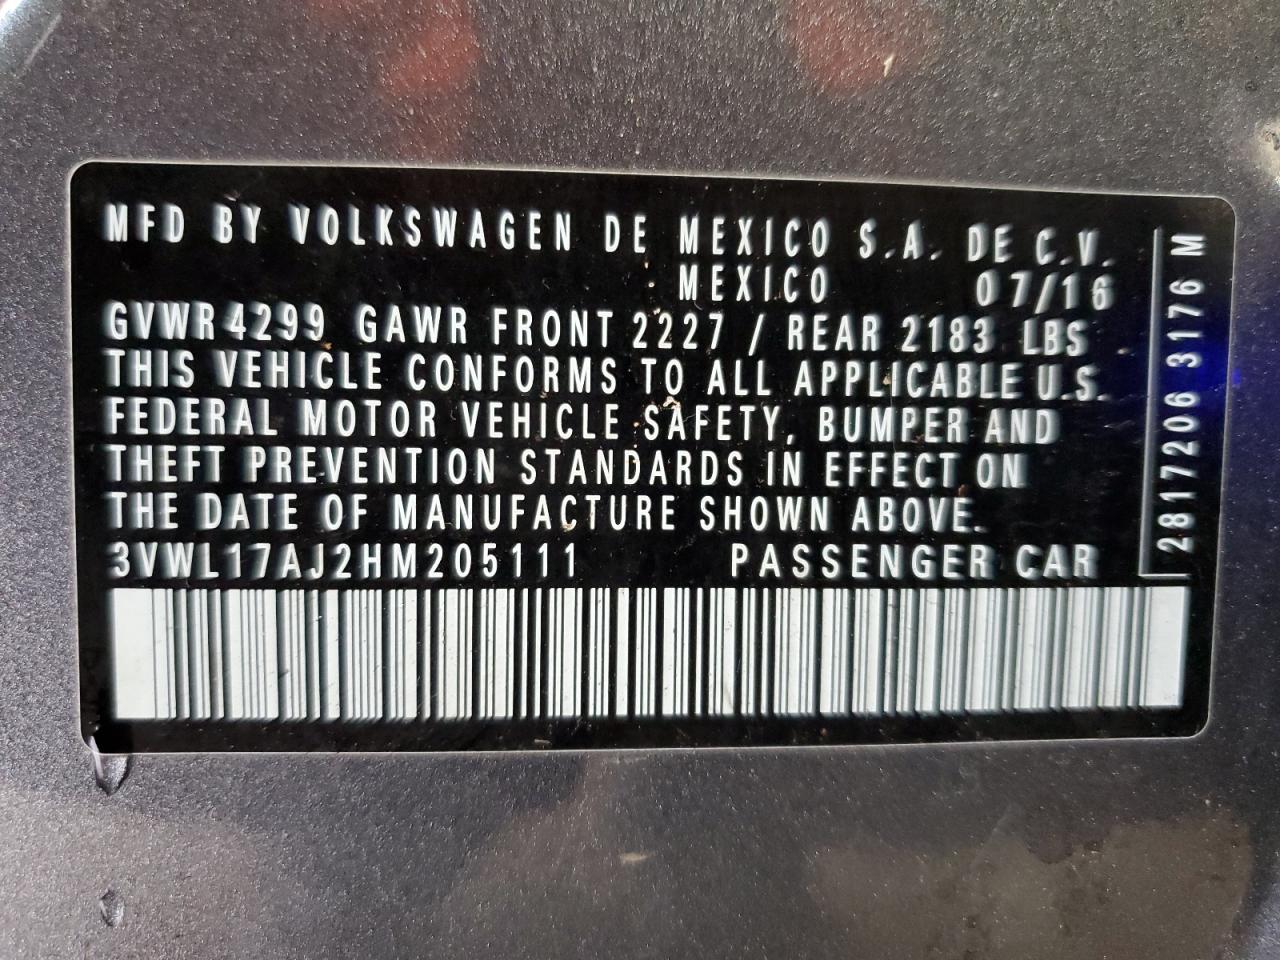 MFD BY VOLKSWAGEN DE MEXICO S.A. DE C.V.
MEXICO 07/16
GVWR 4299 GAWR FRONT 2227 / REAR 2183 LBS
THIS VEHICLE CONFORMS TO ALL APPLICABLE U.S.
FEDERAL MOTOR VEHICLE SAFETY, BUMPER AND
THEFT PREVENTION STANDARDS IN EFFECT ON
THE DATE OF MANUFACTURE SHOWN ABOVE.
3VWL17AJ2HM205111 PASSENGER CAR
2817206 3176 M